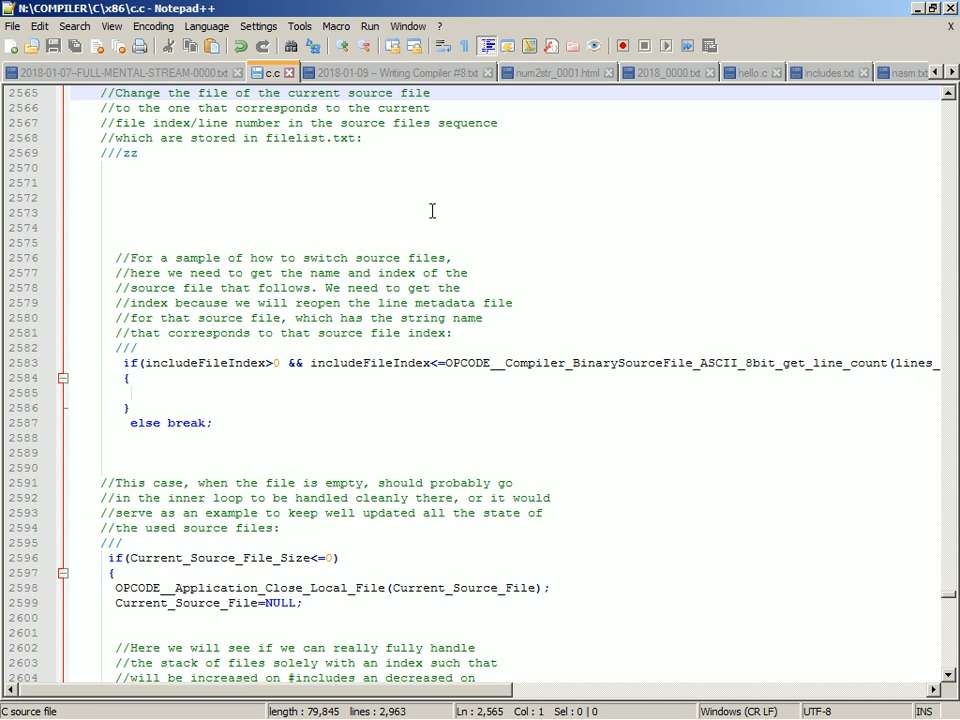 N:\COMPILER\C\x86\c.c - Notepad++
File Edit Search View Encoding Language Settings Tools Macro Run Window ? X
2018-01-07-FULL-MENTAL-STREAM-0000.txt c.c 2018-01-09 -- Writing Compiler #8.txt num2str_0001.html 2018_0000.txt hello.c includes.txt nasm.txt
2565 //Change the file of the current source file
2566 //to the one that corresponds to the current
2567 //file index/line number in the source files sequence
2568 //which are stored in filelist.txt:
2569 ///zz
2570
2571
2572
2573
2574
2575
2576 //For a sample of how to switch source files,
2577 //here we need to get the name and index of the
2578 //source file that follows. We need to get the
2579 //index because we will reopen the line metadata file
2580 //for that source file, which has the string name
2581 //that corresponds to that source file index:
2582 ///
2583 if(includeFileIndex>0 && includeFileIndex<=OPCODE__Compiler_BinarySourceFile_ASCII_8bit_get_line_count(lines_
2584 {
2585
2586 }
2587 else break;
2588
2589
2590
2591 //This case, when the file is empty, should probably go
2592 //in the inner loop to be handled cleanly there, or it would
2593 //serve as an example to keep well updated all the state of
2594 //the used source files:
2595 ///
2596 if(Current_Source_File_Size<=0)
2597 {
2598 OPCODE__Application_Close_Local_File(Current_Source_File);
2599 Current_Source_File=NULL;
2600
2601
2602 //Here we will see if we can really fully handle
2603 //the stack of files solely with an index such that
2604 //will be increased on #includes an decreased on
C source file length : 79,845 lines : 2,963 Ln : 2,565 Col : 1 Sel : 0 | 0 Windows (CR LF) UTF-8 INS